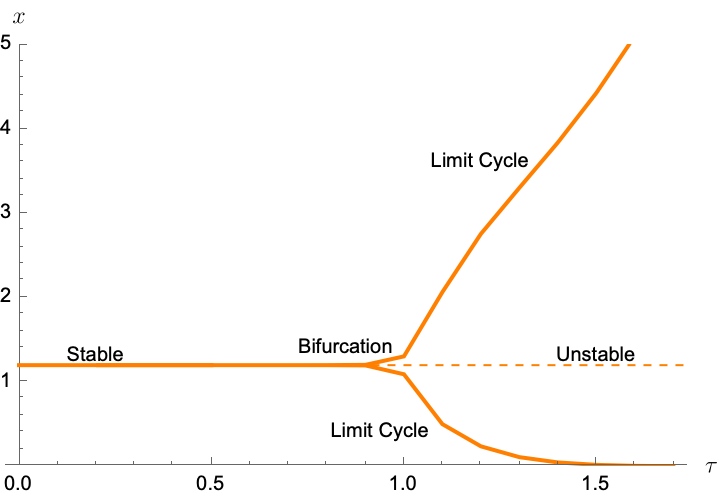 x
5
4
Limit Cycle
3
2
Bifurcation
Stable
Unstable
1
Limit Cycle
τ
0.0 0.5 1.0 1.5